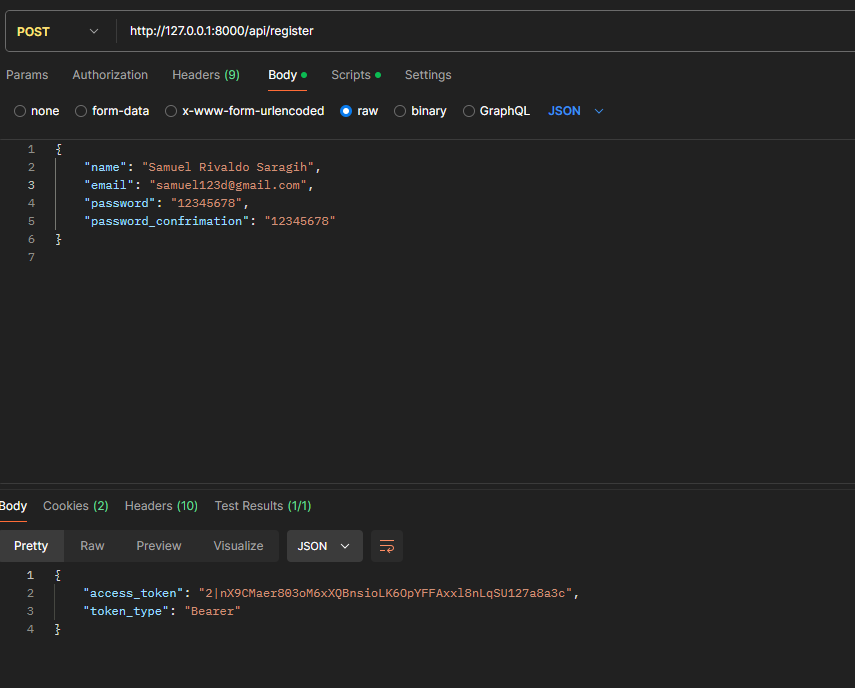 POST http://127.0.0.1:8000/api/register
Params Authorization Headers (9) Body Scripts Settings
none form-data x-www-form-urlencoded raw binary GraphQL JSON
1 {
2 "name": "Samuel Rivaldo Saragih",
3 "email": "samuel123d@gmail.com",
4 "password": "12345678",
5 "password_confrimation": "12345678"
6 }
7
Body Cookies (2) Headers (10) Test Results (1/1)
Pretty Raw Preview Visualize JSON
1 {
2 "access_token": "2|nX9CMaer803oM6xXQBnsioLK6OpYFFAxxl8nLqSU127a8a3c",
3 "token_type": "Bearer"
4 }